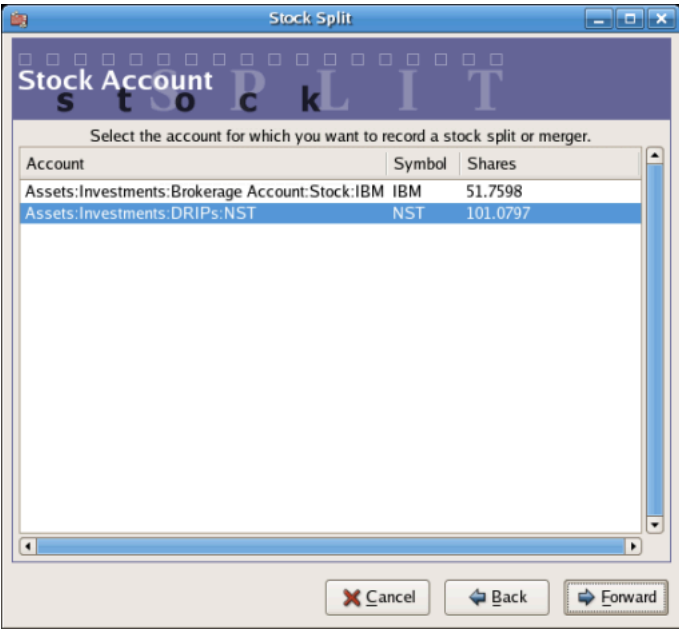 Stock Split
Stock Account
S P L I T
s t o c k
Select the account for which you want to record a stock split or merger.
Account Symbol Shares
Assets:Investments:Brokerage Account:Stock:IBM IBM 51.7598
Assets:Investments:DRIPs:NST NST 101.0797
Cancel Back Forward